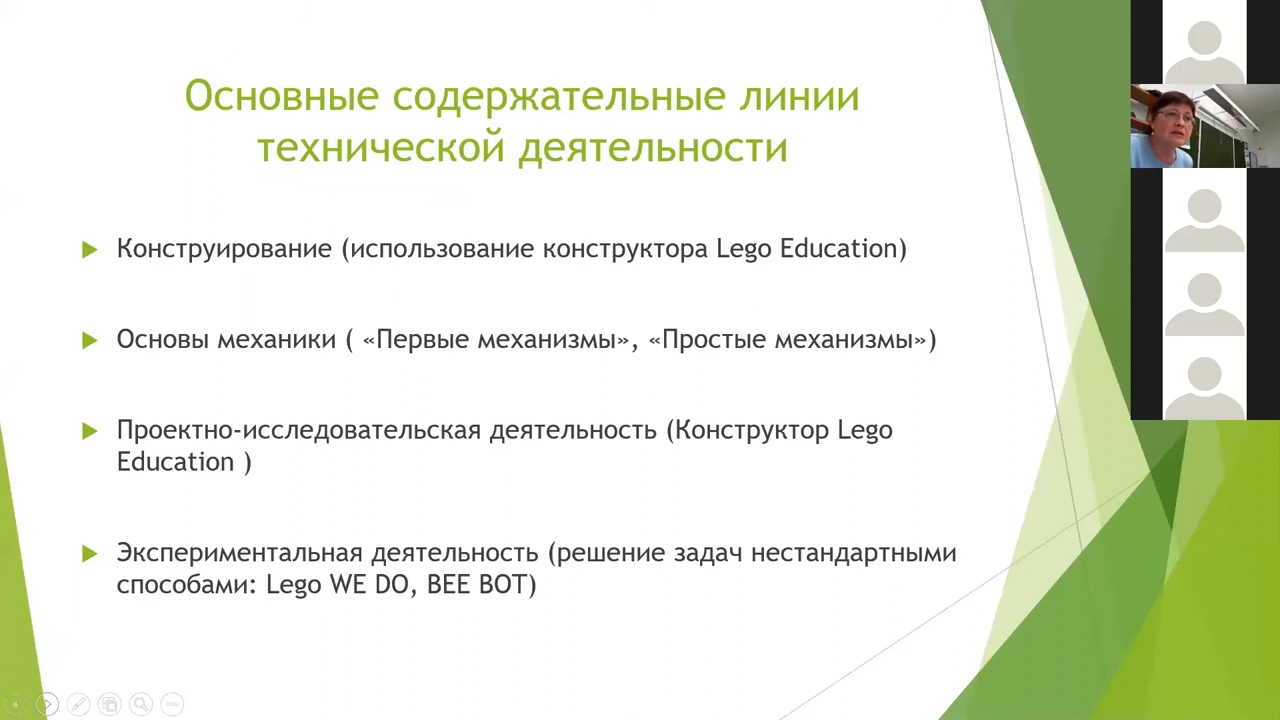 Основные содержательные линии
технической деятельности
Конструирование (использование конструктора Lego Education)
Основы механики ( «Первые механизмы», «Простые механизмы»)
Проектно-исследовательская деятельность (Конструктор Lego
Education )
Экспериментальная деятельность (решение задач нестандартными
способами: Lego WE DO, BEE BOT)